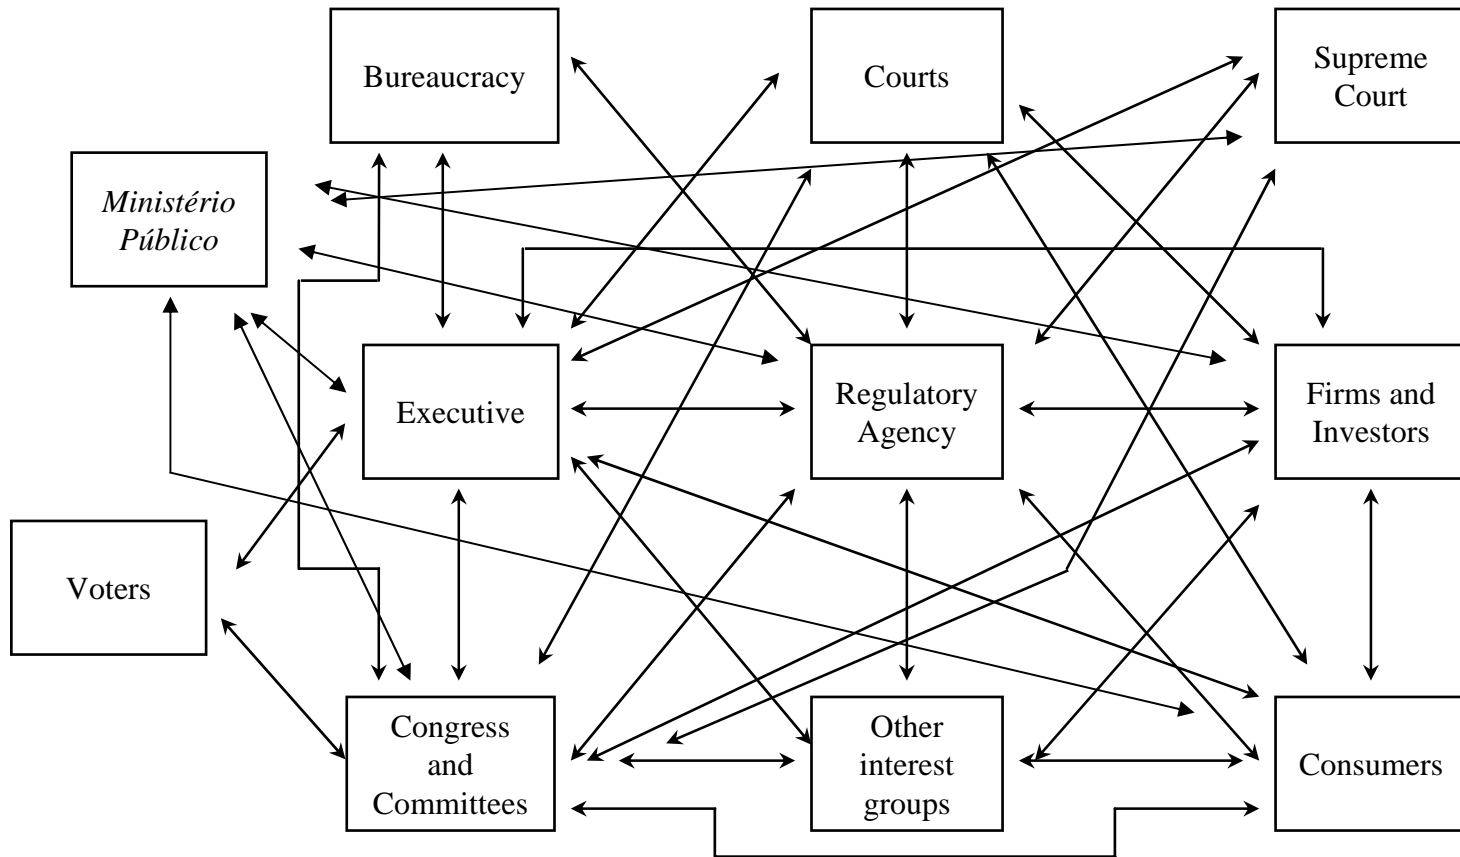 Bureaucracy
Courts
Supreme
Court
Ministério
Público
Executive
Regulatory
Agency
Firms and
Investors
Voters
Congress
and
Committees
Other
interest
groups
Consumers